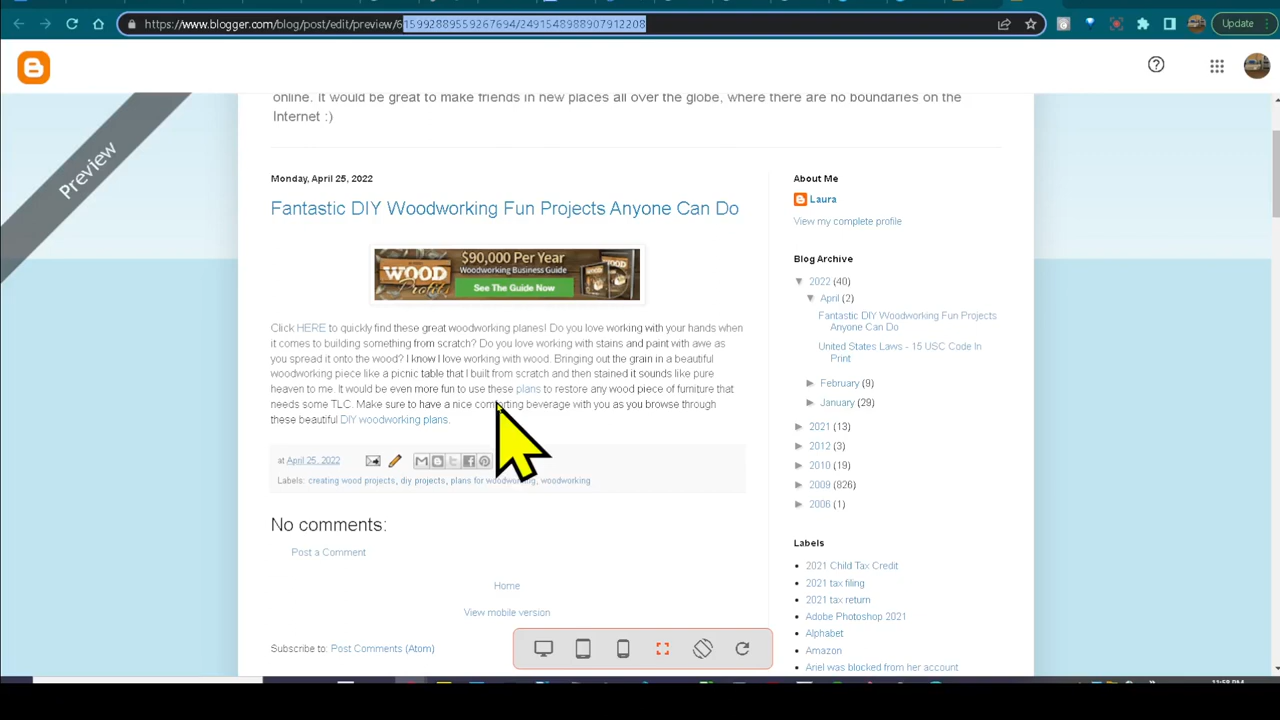 https://www.blogger.com/blog/post/edit/preview/6159928895592676​94/2491548988907912208
Update
Preview
online. It would be great to make friends in new places all over the globe, where there are no boundaries on the
Internet :)
Monday, April 25, 2022
Fantastic DIY Woodworking Fun Projects Anyone Can Do
$90,000 Per Year
WOOD
Profits
Woodworking Business Guide
See The Guide Now
Click HERE to quickly find these great woodworking planes! Do you love working with your hands when
it comes to building something from scratch? Do you love working with stains and paint with awe as
you spread it onto the wood? I know I love working with wood. Bringing out the grain in a beautiful
woodworking piece like a picnic table that I built from scratch and then stained it sounds like pure
heaven to me. It would be even more fun to use these plans to restore any wood piece of furniture that
needs some TLC. Make sure to have a nice comforting beverage with you as you browse through
these beautiful DIY woodworking plans.
at April 25, 2022
Labels: creating wood projects, diy projects, plans for woodworking, woodworking
No comments:
Post a Comment
Home
View mobile version
Subscribe to: Post Comments (Atom)
About Me
Laura
View my complete profile
Blog Archive
▼ 2022 (40)
▼ April (2)
Fantastic DIY Woodworking Fun Projects
Anyone Can Do
United States Laws - 15 USC Code In
Print
► February (9)
► January (29)
► 2021 (13)
► 2012 (3)
► 2010 (19)
► 2009 (826)
► 2006 (1)
Labels
• 2021 Child Tax Credit
• 2021 tax filing
• 2021 tax return
• Adobe Photoshop 2021
• Alphabet
• Amazon
• Ariel was blocked from her account
11:58 PM